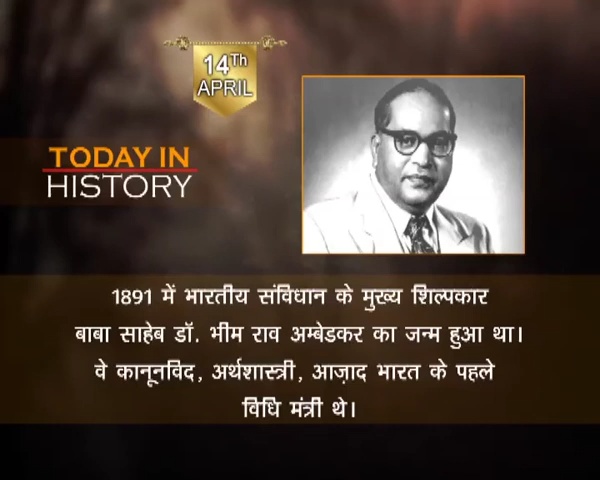 14Th
APRIL
TODAY IN
HISTORY
1891 में भारतीय संविधान के मुख्य शिल्पकार
बाबा साहेब डॉ. भीम राव अम्बेडकर का जन्म हुआ था।
वे कानूनविद, अर्थशास्त्री, आज़ाद भारत के पहले
विधि मंत्री थे।